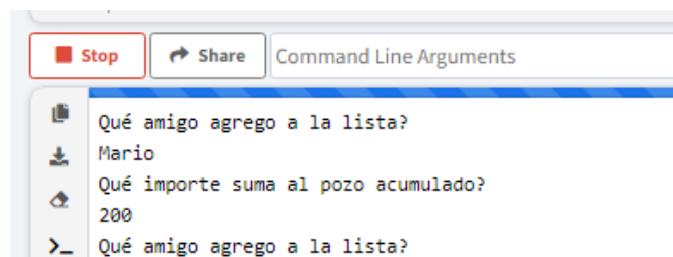 Stop Share Command Line Arguments
Qué amigo agrego a la lista?
Mario
Qué importe suma al pozo acumulado?
200
>_ Qué amigo agrego a la lista?